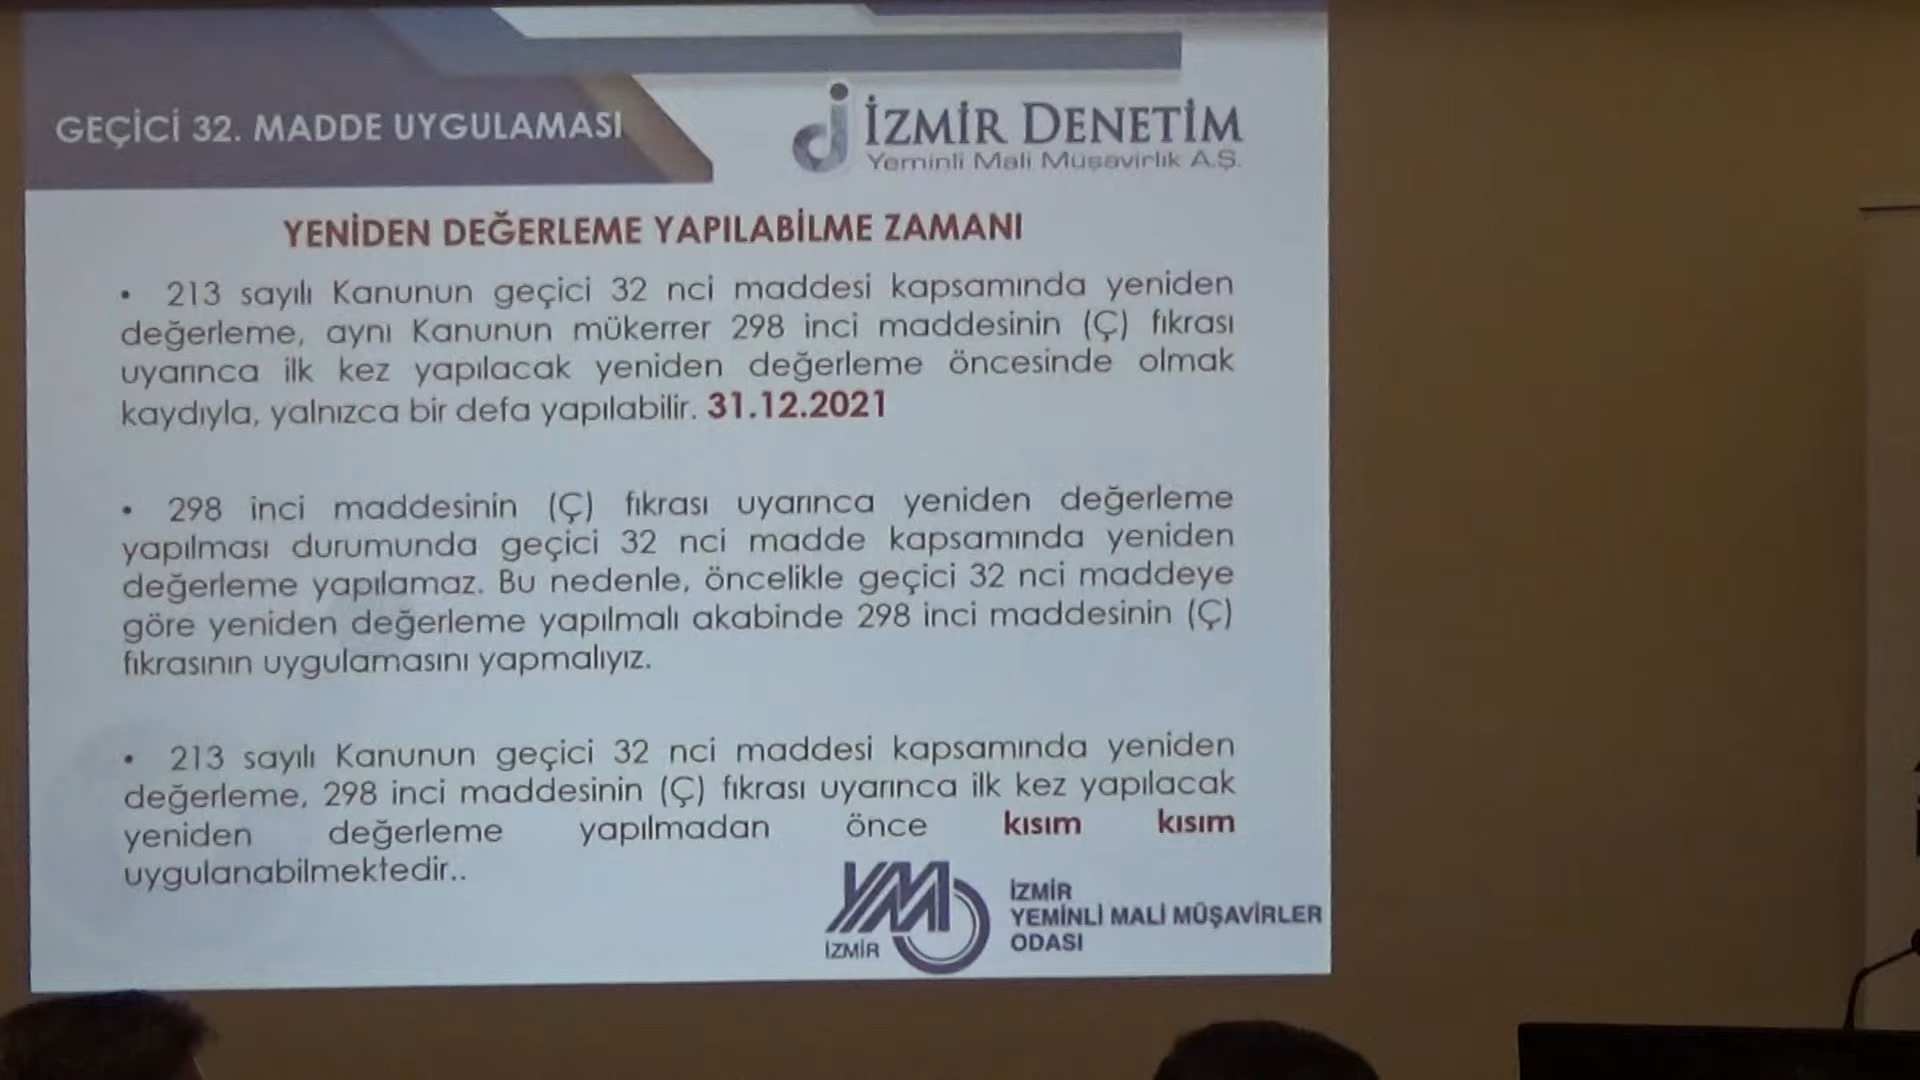 GEÇİCİ 32. MADDE UYGULAMASI
İZMİR DENETİM
Yeminli Mali Müşavirlik A.Ş.
YENİDEN DEĞERLEME YAPILABİLME ZAMANI
• 213 sayılı Kanunun geçici 32 nci maddesi kapsamında yeniden
değerleme, aynı Kanunun mükerrer 298 inci maddesinin (Ç) fıkrası
uyarınca ilk kez yapılacak yeniden değerleme öncesinde olmak
kaydıyla, yalnızca bir defa yapılabilir. 31.12.2021
• 298 inci maddesinin (Ç) fıkrası uyarınca yeniden değerleme
yapılması durumunda geçici 32 nci madde kapsamında yeniden
değerleme yapılamaz. Bu nedenle, öncelikle geçici 32 nci maddeye
göre yeniden değerleme yapılmalı akabinde 298 inci maddesinin (Ç)
fıkrasının uygulamasını yapmalıyız.
• 213 sayılı Kanunun geçici 32 nci maddesi kapsamında yeniden
değerleme, 298 inci maddesinin (Ç) fıkrası uyarınca ilk kez yapılacak
yeniden değerleme yapılmadan önce kısım kısım
uygulanabilmektedir..
YMM
İZMİR
İZMİR
YEMİNLİ MALİ MÜŞAVİRLER
ODASI